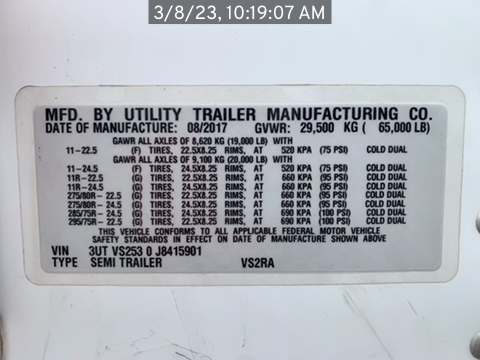 3/8/23, 10:19:07 AM
MFD. BY UTILITY TRAILER MANUFACTURING CO.
DATE OF MANUFACTURE: 08/2017 GVWR: 29,500 KG ( 65,000 LB)
GAWR ALL AXLES OF 8,620 KG (19,000 LB) WITH
11-22.5 (F) TIRES, 22.5X8.25 RIMS, AT 520 KPA (75 PSI) COLD DUAL
GAWR ALL AXLES OF 9,100 KG (20,000 LB) WITH
11-24.5 (F) TIRES, 24.5X8.25 RIMS, AT 520 KPA (75 PSI) COLD DUAL
11R-22.5 (G) TIRES, 22.5X8.25 RIMS, AT 660 KPA (95 PSI) COLD DUAL
11R-24.5 (G) TIRES, 24.5X8.25 RIMS, AT 660 KPA (95 PSI) COLD DUAL
275/80R- 22.5 (G) TIRES, 22.5X8.25 RIMS, AT 660 KPA (95 PSI) COLD DUAL
275/80R- 24.5 (G) TIRES, 24.5X8.25 RIMS, AT 660 KPA (95 PSI) COLD DUAL
285/75R- 24.5 (G) TIRES, 24.5X8.25 RIMS, AT 690 KPA (100 PSI) COLD DUAL
295/75R- 22.5 (G) TIRES, 22.5X8.25 RIMS, AT 690 KPA (100 PSI) COLD DUAL
THIS VEHICLE CONFORMS TO ALL APPLICABLE FEDERAL MOTOR VEHICLE
SAFETY STANDARDS IN EFFECT ON DATE OF MANUFACTURE SHOWN ABOVE
VIN 3UT VS253 0 J8415901
TYPE SEMI TRAILER VS2RA